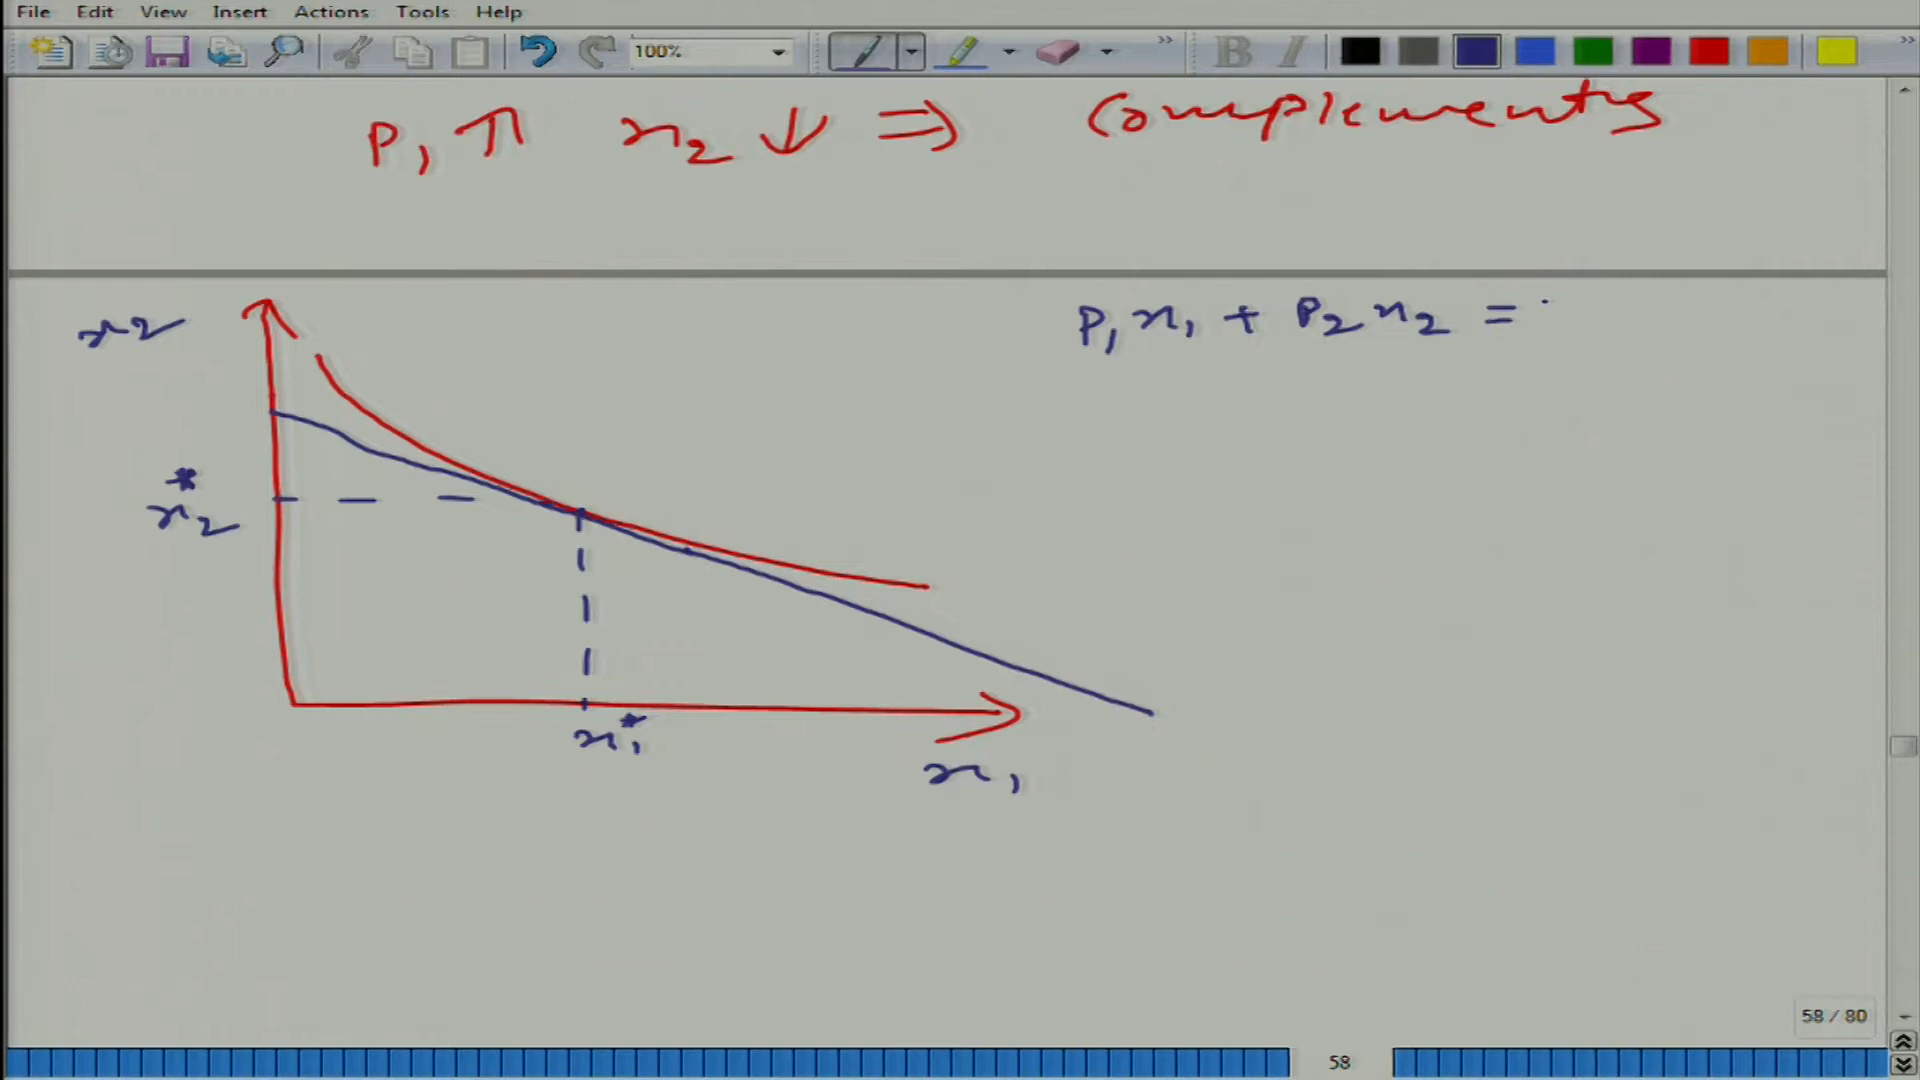 File Edit View Insert Actions Tools Help
100%
B I
P₁ ↑ x₂ ↓ ⇒ complements
x₂
P₁x₁ + P₂x₂ =
x₂*
x₁*
x₁
58 / 80
58